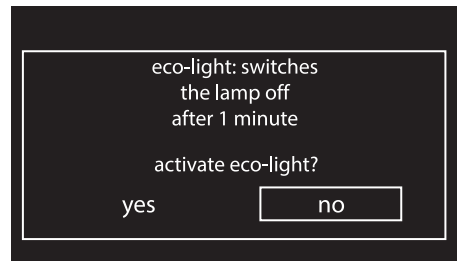 eco-light: switches
the lamp off
after 1 minute
activate eco-light?
yes no